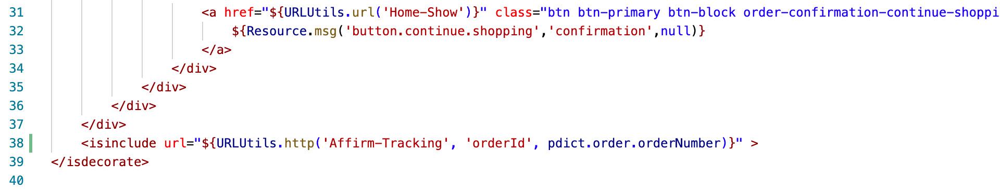 31 <a href="${URLUtils.url('Home-Show')}" class="btn btn-primary btn-block order-confirmation-continue-shoppi
32 ${Resource.msg('button.continue.shopping','confirmation',null)}
33 </a>
34 </div>
35 </div>
36 </div>
37 </div>
38 <isinclude url="${URLUtils.http('Affirm-Tracking', 'orderId', pdict.order.orderNumber)}" >
39 </isdecorate>
40